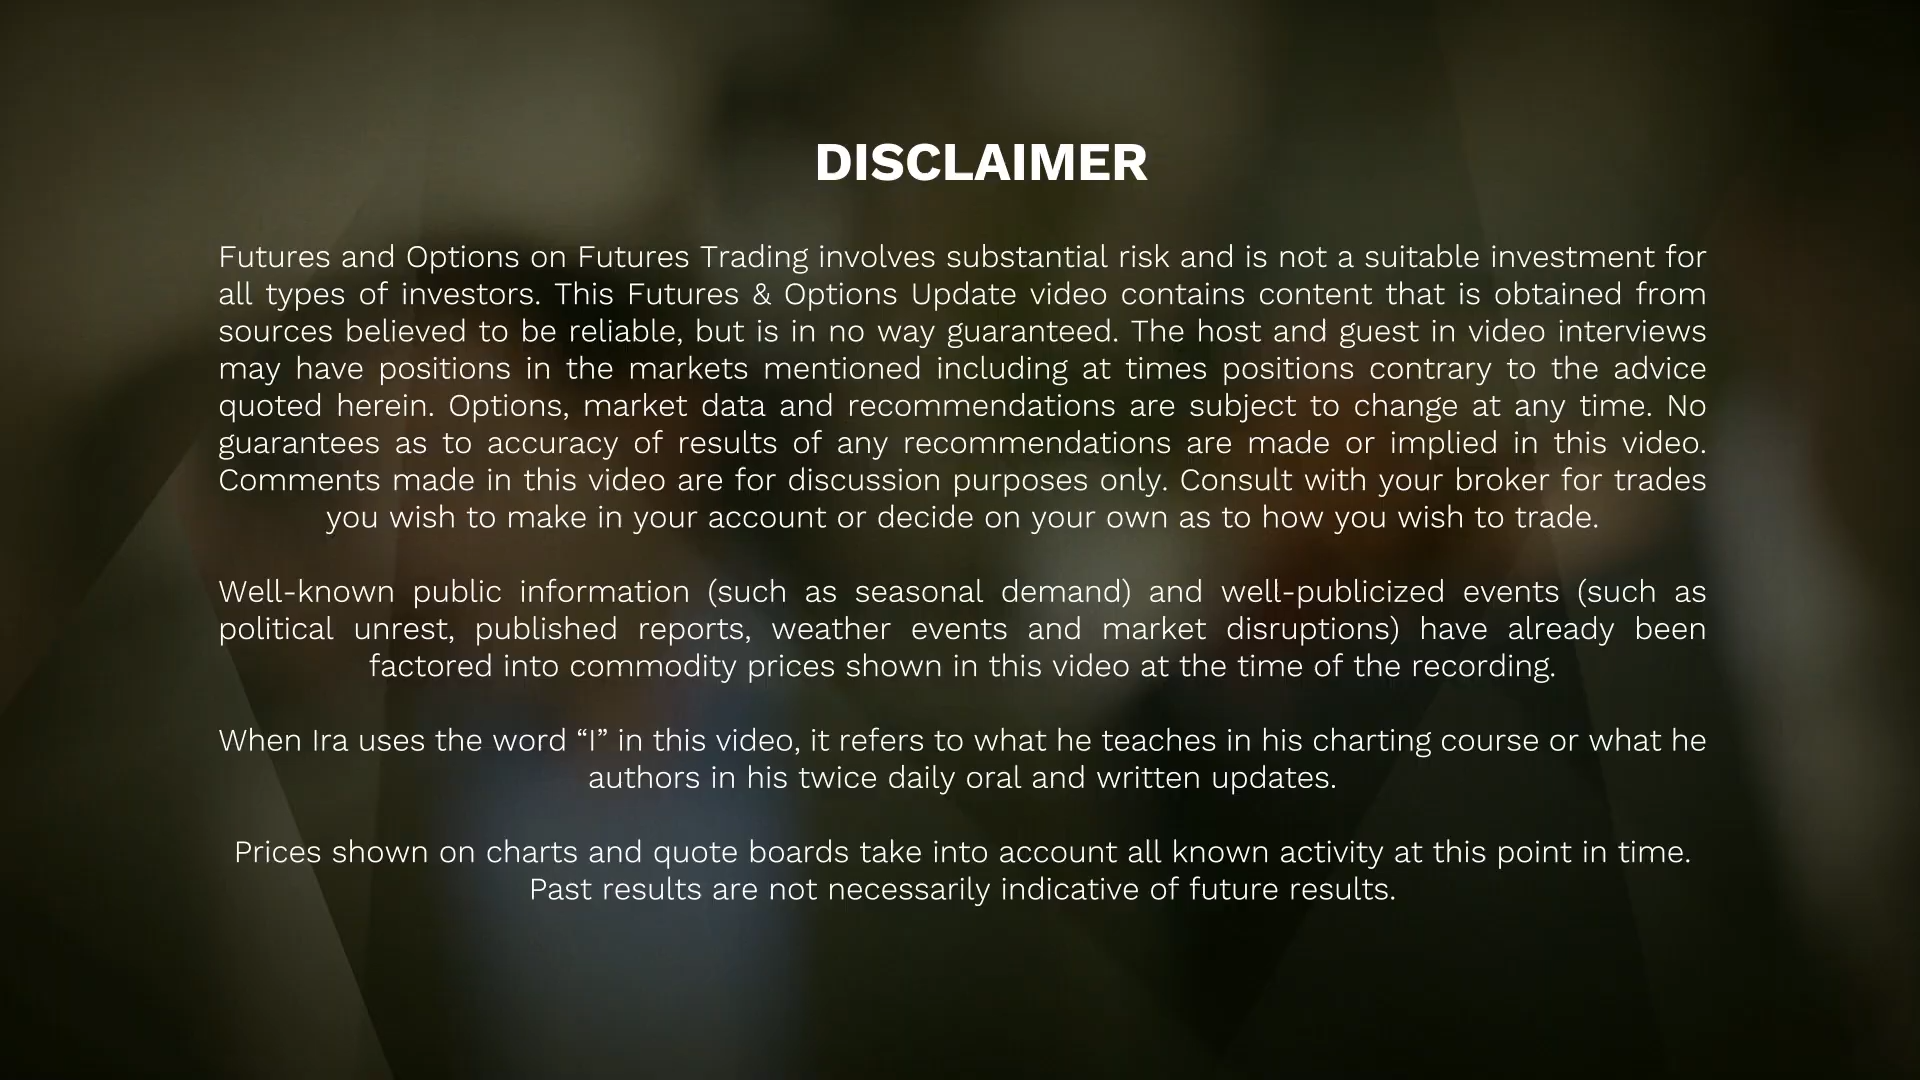 DISCLAIMER
Futures and Options on Futures Trading involves substantial risk and is not a suitable investment for
all types of investors. This Futures & Options Update video contains content that is obtained from
sources believed to be reliable, but is in no way guaranteed. The host and guest in video interviews
may have positions in the markets mentioned including at times positions contrary to the advice
quoted herein. Options, market data and recommendations are subject to change at any time. No
guarantees as to accuracy of results of any recommendations are made or implied in this video.
Comments made in this video are for discussion purposes only. Consult with your broker for trades
you wish to make in your account or decide on your own as to how you wish to trade.
Well-known public information (such as seasonal demand) and well-publicized events (such as
political unrest, published reports, weather events and market disruptions) have already been
factored into commodity prices shown in this video at the time of the recording.
When Ira uses the word “I” in this video, it refers to what he teaches in his charting course or what he
authors in his twice daily oral and written updates.
Prices shown on charts and quote boards take into account all known activity at this point in time.
Past results are not necessarily indicative of future results.